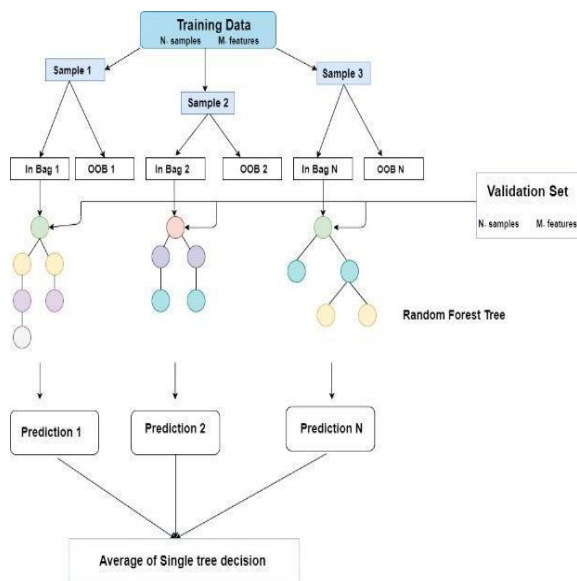 Training Data
N- samples M- features
Sample 1
Sample 2
Sample 3
In Bag 1
OOB 1
In Bag 2
OOB 2
In Bag N
OOB N
Validation Set
N- samples M- features
Random Forest Tree
Prediction 1
Prediction 2
Prediction N
Average of Single tree decision